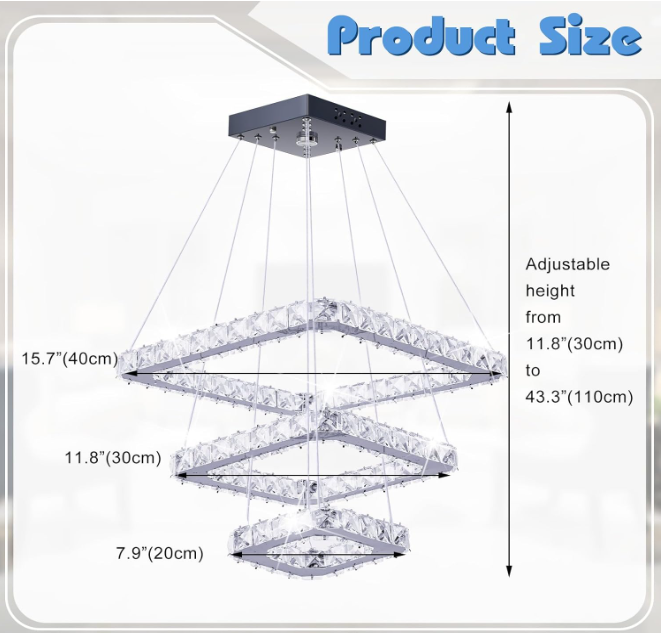 Product Size
Adjustable
height
from
15.7”(40cm)
11.8”(30cm)
to
43.3”(110cm)
11.8”(30cm)
7.9”(20cm)